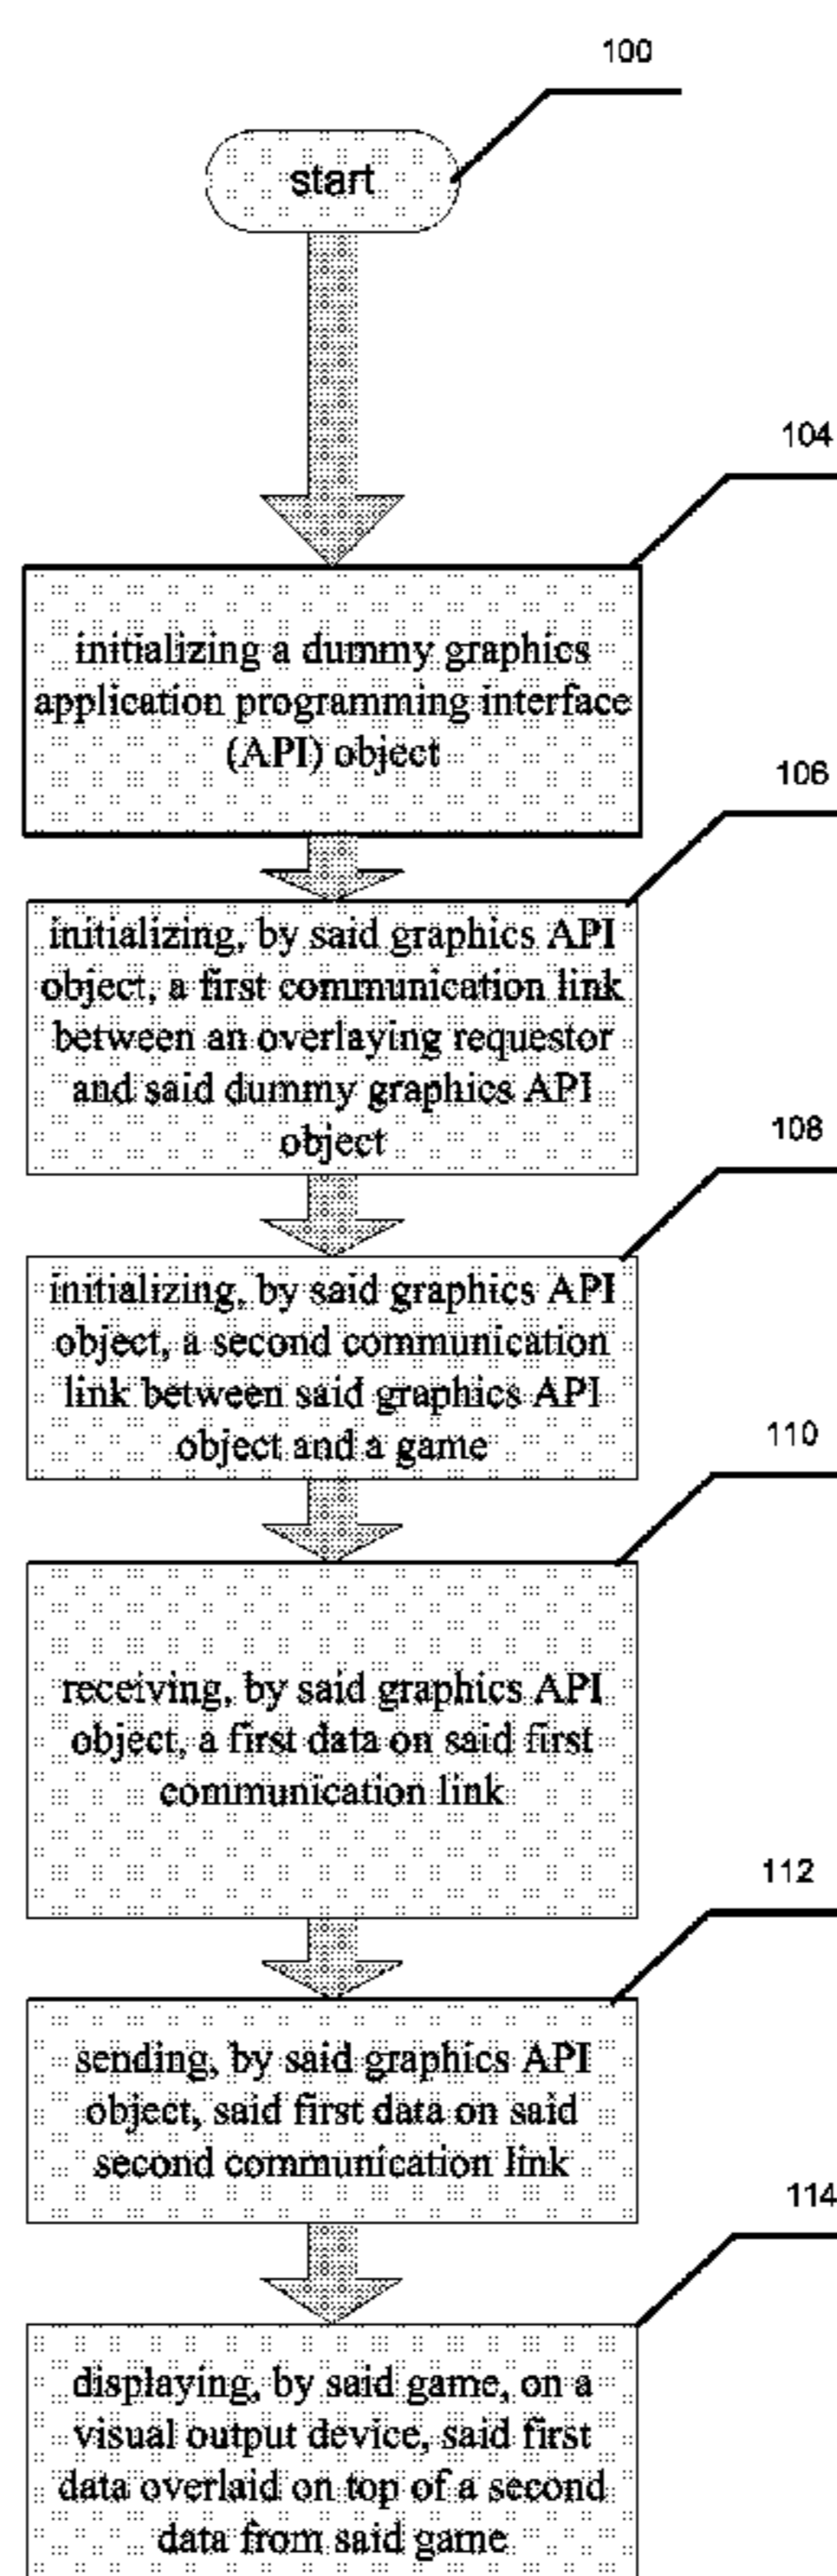 100
start
104
initializing a dummy graphics
application programming interface
(API) object
106
initializing, by said graphics API
object, a first communication link
between an overlaying requestor
and said dummy graphics API
object
108
initializing, by said graphics API
object, a second communication
link between said graphics API
object and a game
110
receiving, by said graphics API
object, a first data on said first
communication link
112
sending, by said graphics API
object, said first data on said
second communication link
114
displaying, by said game, on a
visual output device, said first
data overlaid on top of a second
data from said game